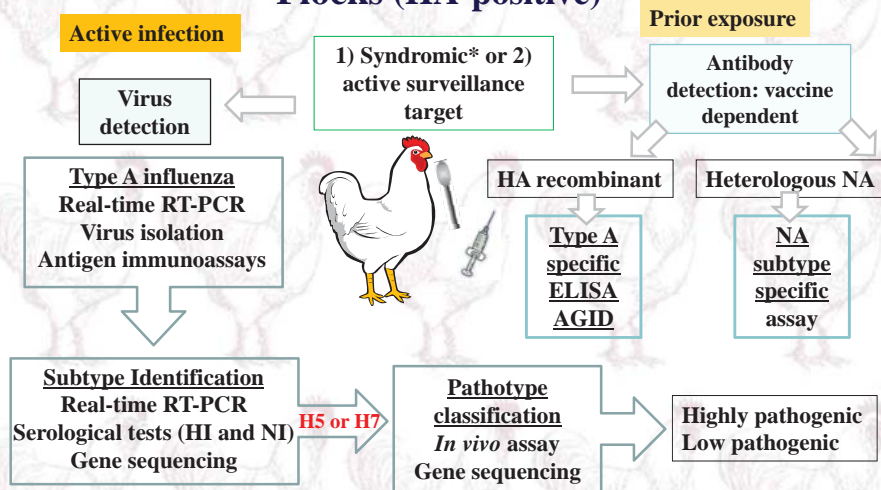 Flocks (HA positive)
Active infection
Prior exposure
1) Syndromic* or 2)
active surveillance
target
Virus
detection
Antibody
detection: vaccine
dependent
Type A influenza
Real-time RT-PCR
Virus isolation
Antigen immunoassays
HA recombinant
Heterologous NA
Type A
specific
ELISA
AGID
NA
subtype
specific
assay
Subtype Identification
Real-time RT-PCR
Serological tests (HI and NI)
Gene sequencing
H5 or H7
Pathotype
classification
In vivo assay
Gene sequencing
Highly pathogenic
Low pathogenic